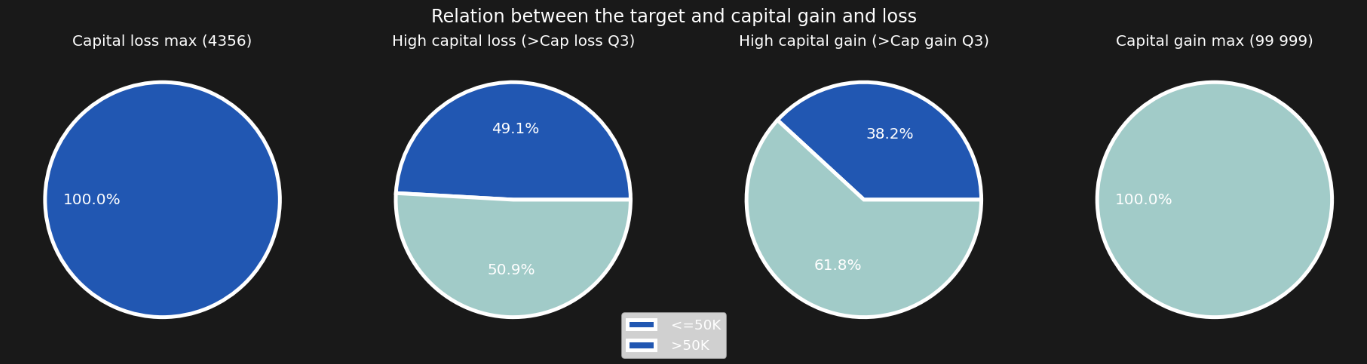 Relation between the target and capital gain and loss
Capital loss max (4356)
High capital loss (>Cap loss Q3)
High capital gain (>Cap gain Q3)
Capital gain max (99 999)
100.0%
49.1%
50.9%
38.2%
61.8%
100.0%
<=50K
>50K